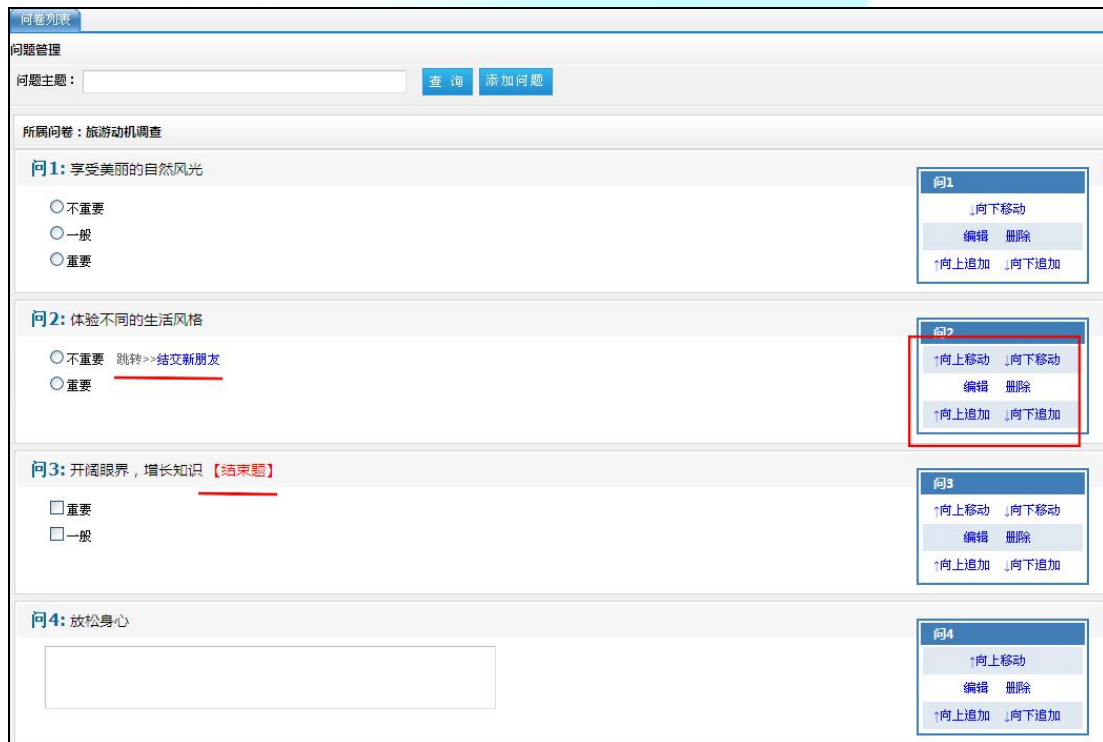 问卷列表
问题管理
问题主题： 查 询 添加问题
所属问卷：旅游动机调查
问1: 享受美丽的自然风光
不重要
一般
重要
问1
↓向下移动
编辑 删除
↑向上追加 ↓向下追加
问2: 体验不同的生活风格
不重要 跳转>>结交新朋友
重要
问2
↑向上移动 ↓向下移动
编辑 删除
↑向上追加 ↓向下追加
问3: 开阔眼界，增长知识【结束题】
重要
一般
问3
↑向上移动 ↓向下移动
编辑 删除
↑向上追加 ↓向下追加
问4: 放松身心
问4
↑向上移动
编辑 删除
↑向上追加 ↓向下追加